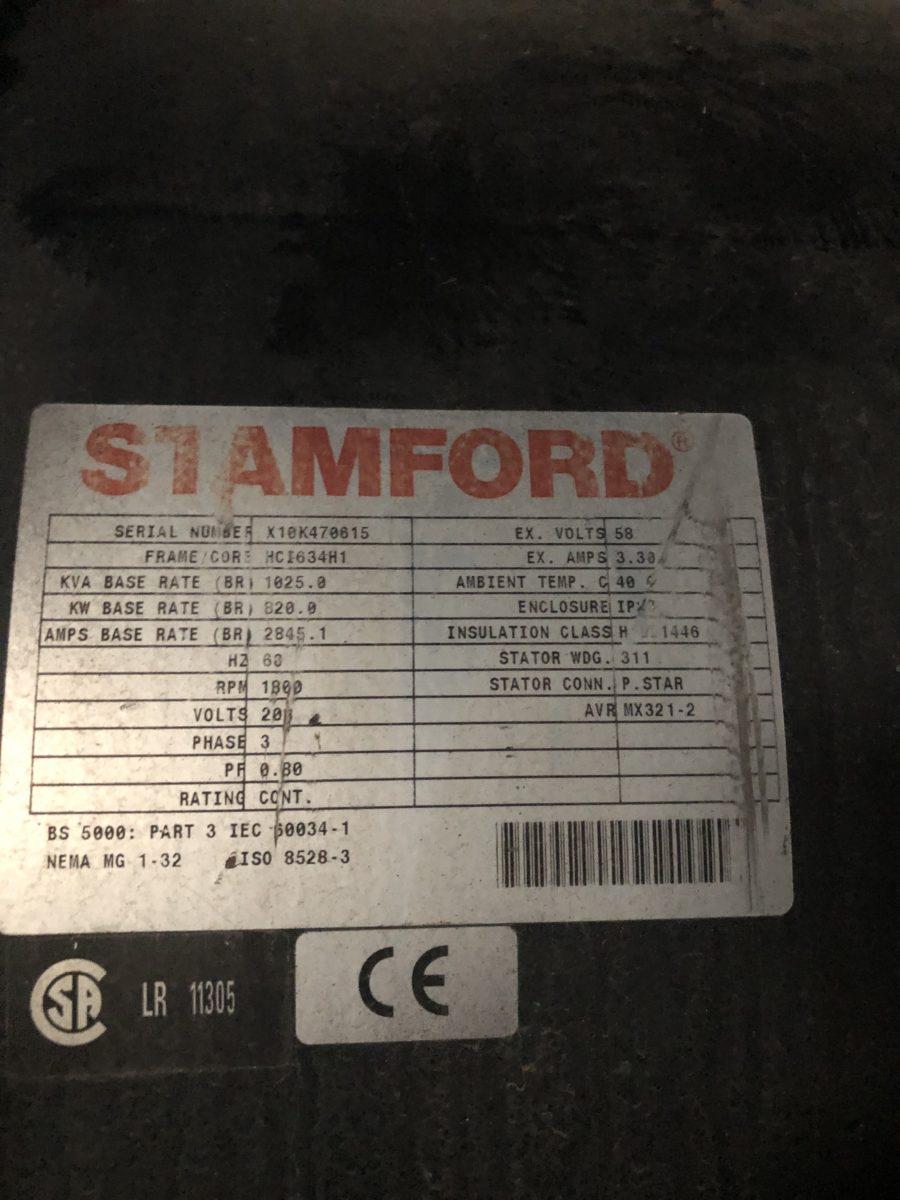 STAMFORD®
SERIAL NUMBER X10K470615
FRAME/CORE HCI634H1
KVA BASE RATE (BR) 1025.0
KW BASE RATE (BR) 820.0
AMPS BASE RATE (BR) 2845.1
HZ 60
RPM 1800
VOLTS 208
PHASE 3
PF 0.80
RATING CONT.
EX. VOLTS 58
EX. AMPS 3.30
AMBIENT TEMP. C 40
ENCLOSURE
INSULATION CLASS H
STATOR WDG. 311
STATOR CONN. P.STAR
AVR MX321-2
BS 5000: PART 3 IEC 60034-1
NEMA MG 1-32 ISO 8528-3
CSA LR 11305
CE